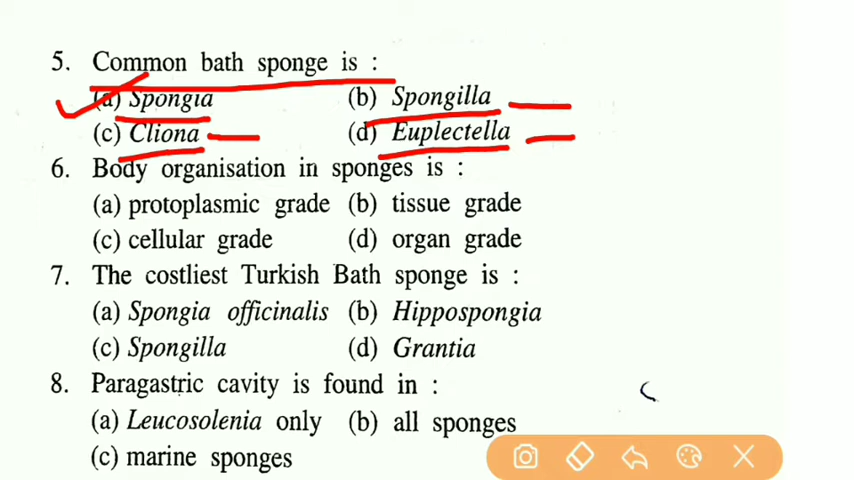 5. Common bath sponge is :
(a) Spongia (b) Spongilla
(c) Cliona (d) Euplectella
6. Body organisation in sponges is :
(a) protoplasmic grade (b) tissue grade
(c) cellular grade (d) organ grade
7. The costliest Turkish Bath sponge is :
(a) Spongia officinalis (b) Hippospongia
(c) Spongilla (d) Grantia
8. Paragastric cavity is found in :
(a) Leucosolenia only (b) all sponges
(c) marine sponges